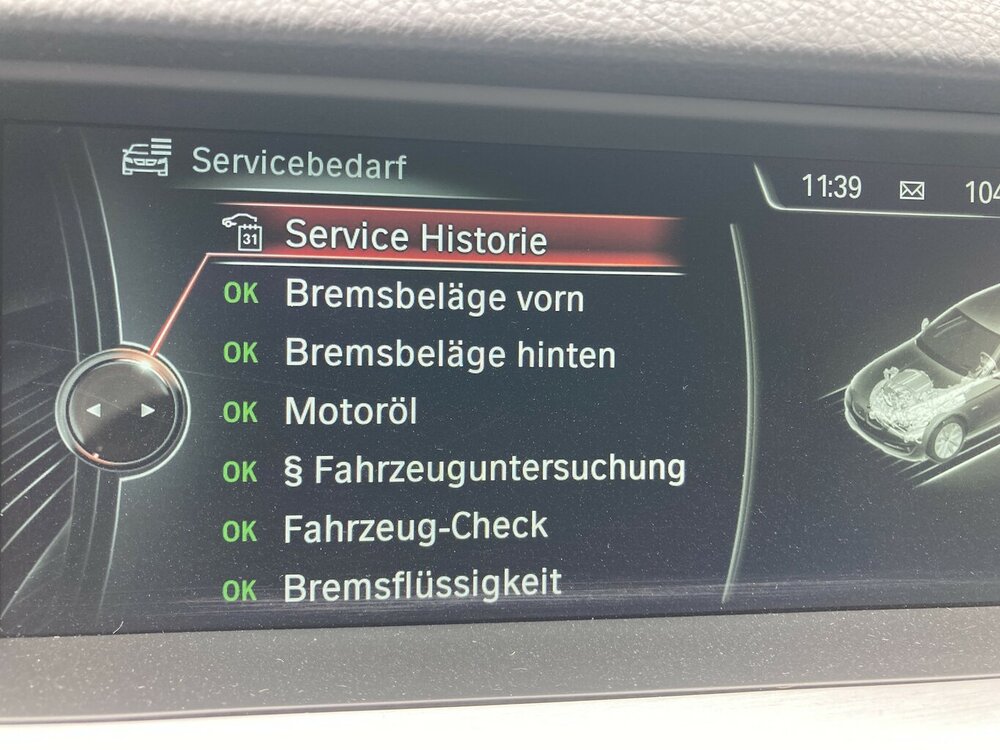 Servicebedarf
11:39
104
31
Service Historie
OK Bremsbeläge vorn
OK Bremsbeläge hinten
OK Motoröl
OK § Fahrzeuguntersuchung
OK Fahrzeug-Check
OK Bremsflüssigkeit